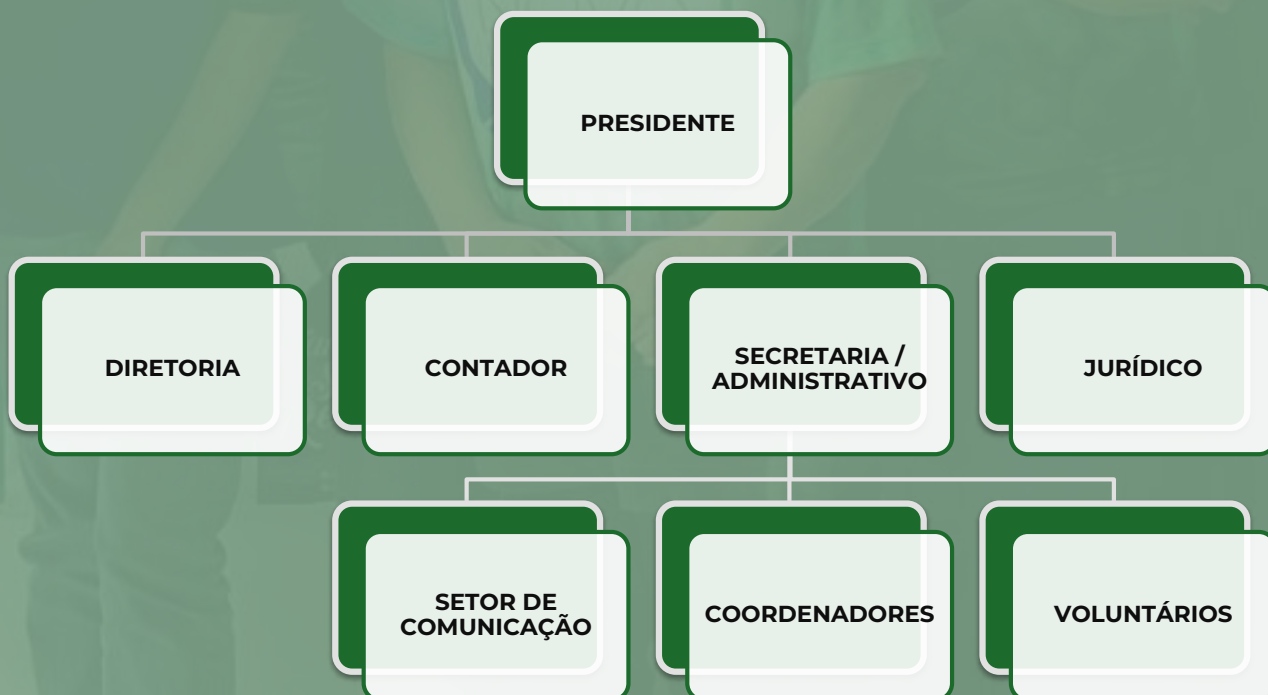 PRESIDENTE
DIRETORIA
CONTADOR
SECRETARIA /
ADMINISTRATIVO
JURÍDICO
SETOR DE
COMUNICAÇÃO
COORDENADORES
VOLUNTÁRIOS